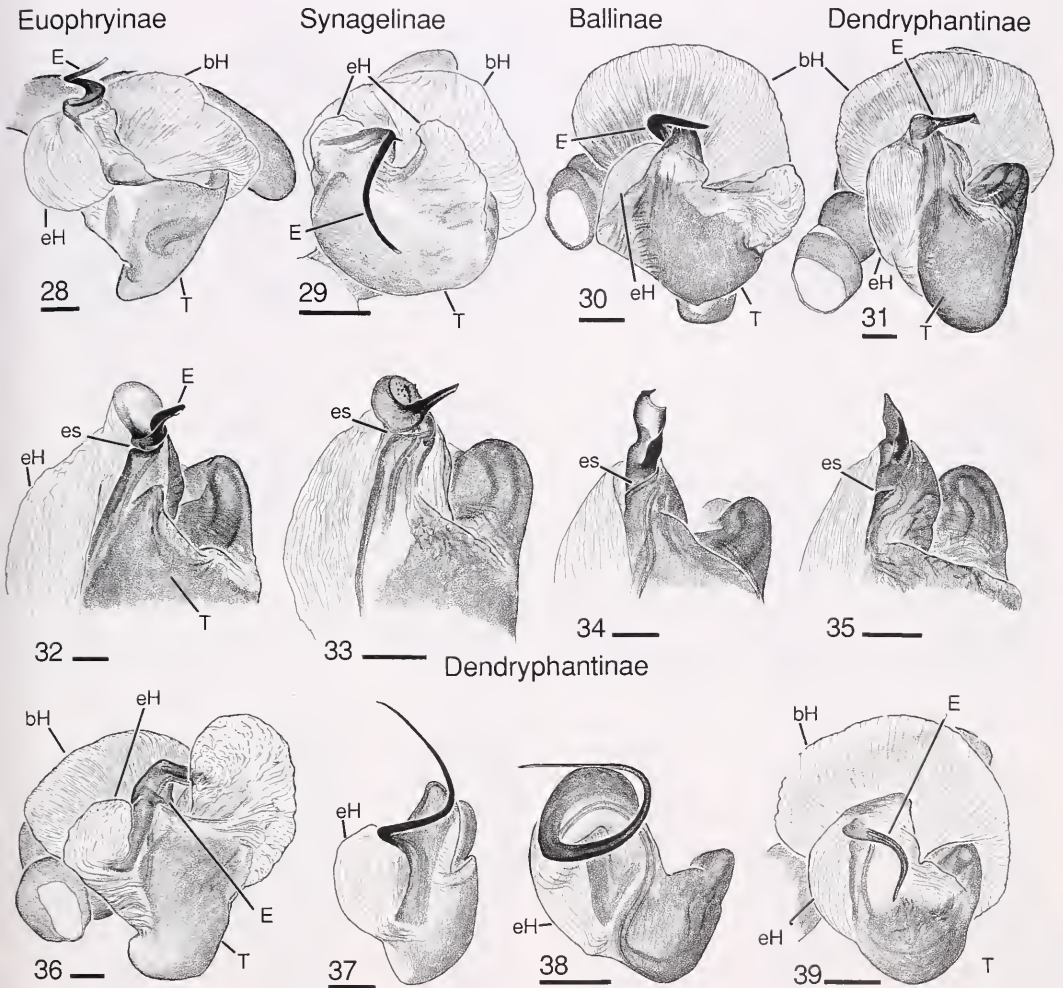 Euophryinae
Synagelinae
Ballinae
Dendryphantinae
E
bH
eH
28
T
eH
bH
E
29
T
bH
E
eH
30
T
E
eH
31
T
E
es
eH
T
32
es
33
es
34
es
35
Dendryphantinae
bH
eH
E
T
36
eH
37
eH
38
bH
E
eH
T
39